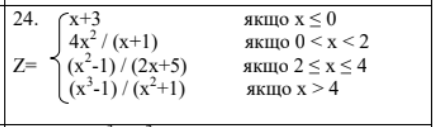 24. x+3 якщо x ≤ 0
4x² / (x+1) якщо 0 < x < 2
Z= (x²-1) / (2x+5) якщо 2 ≤ x ≤ 4
(x³-1) / (x²+1) якщо x > 4